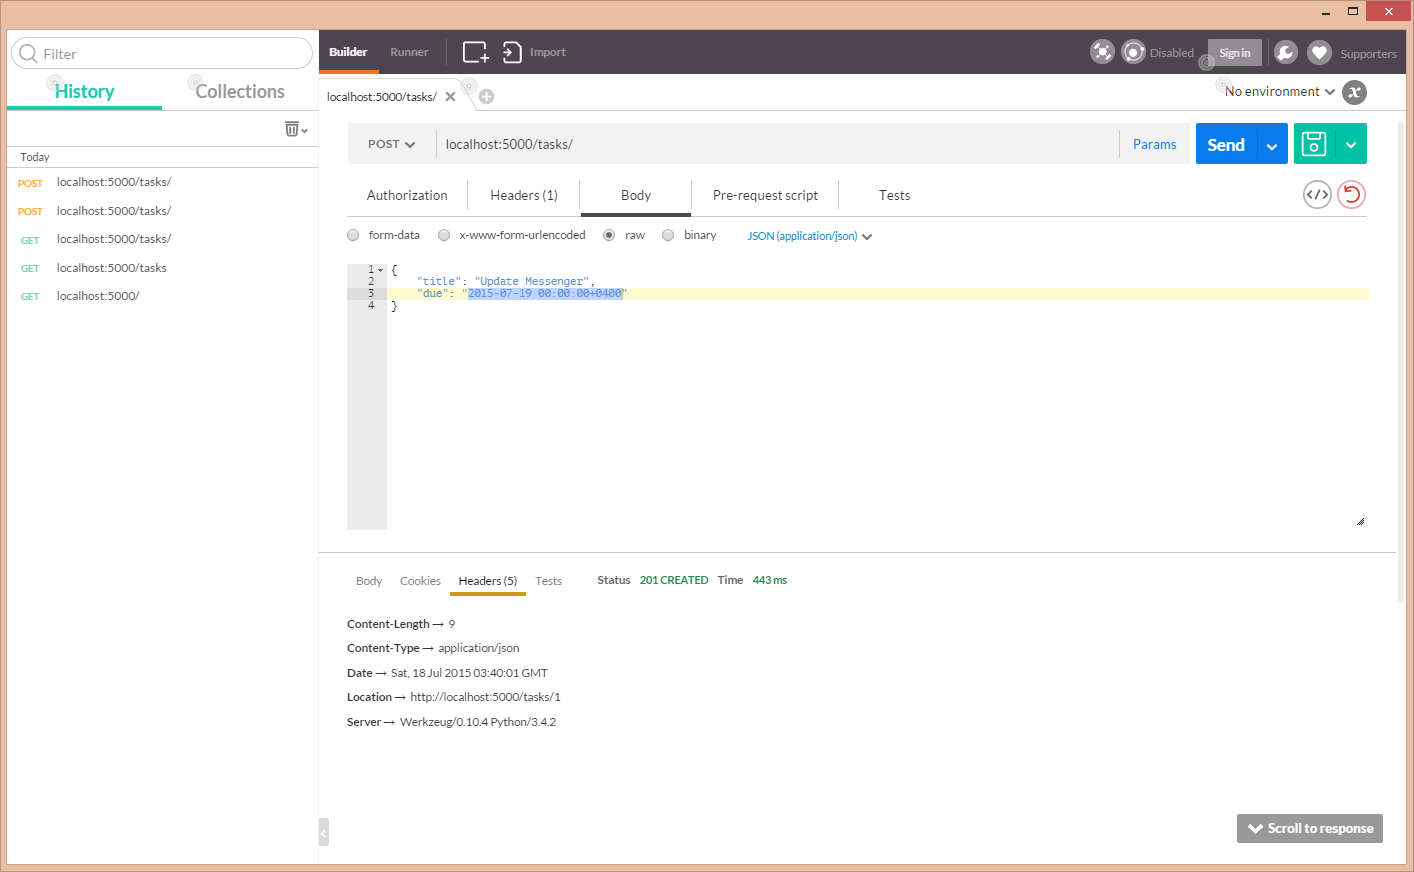 Filter
History Collections
Today
POST localhost:5000/tasks/
POST localhost:5000/tasks/
GET localhost:5000/tasks/
GET localhost:5000/tasks
GET localhost:5000/
Builder Runner Import Disabled Sign in Supporters
localhost:5000/tasks/ No environment
POST localhost:5000/tasks/ Params Send
Authorization Headers (1) Body Pre-request script Tests
form-data x-www-form-urlencoded raw binary JSON (application/json)
1 {
2 "title": "Update Messenger",
3 "due": "2015-07-19 00:00:00+0400"
4 }
Body Cookies Headers (5) Tests Status 201 CREATED Time 443 ms
Content-Length → 9
Content-Type → application/json
Date → Sat, 18 Jul 2015 03:40:01 GMT
Location → http://localhost:5000/tasks/1
Server → Werkzeug/0.10.4 Python/3.4.2
Scroll to response